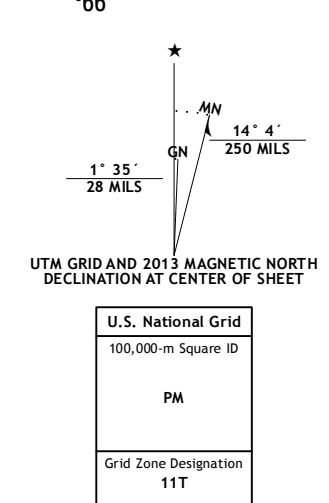 '66
★
MN
GN
14° 4´
250 MILS
1° 35´
28 MILS
UTM GRID AND 2013 MAGNETIC NORTH
DECLINATION AT CENTER OF SHEET
U.S. National Grid
100,000-m Square ID
PM
Grid Zone Designation
11T